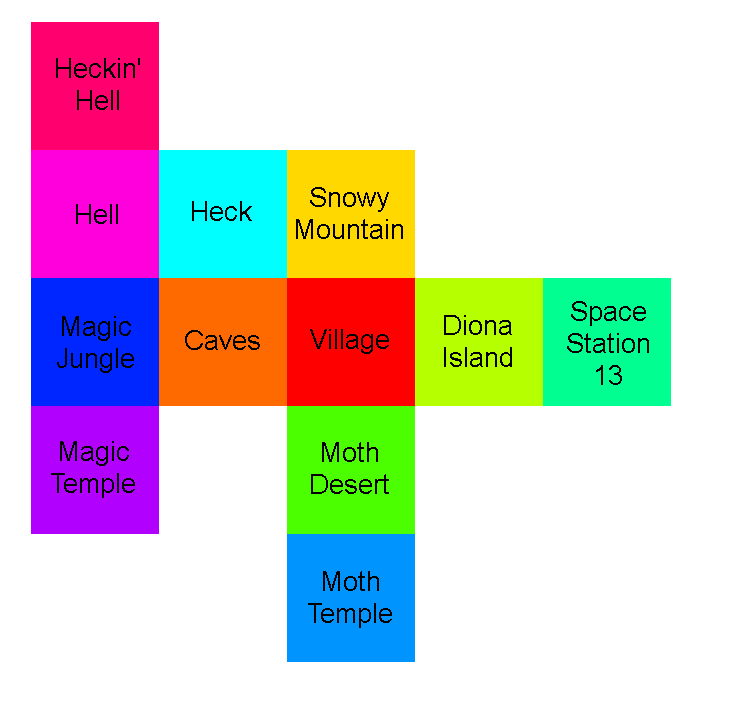 Heckin'
Hell
Hell
Heck
Snowy
Mountain
Magic
Jungle
Caves
Village
Diona
Island
Space
Station
13
Magic
Temple
Moth
Desert
Moth
Temple